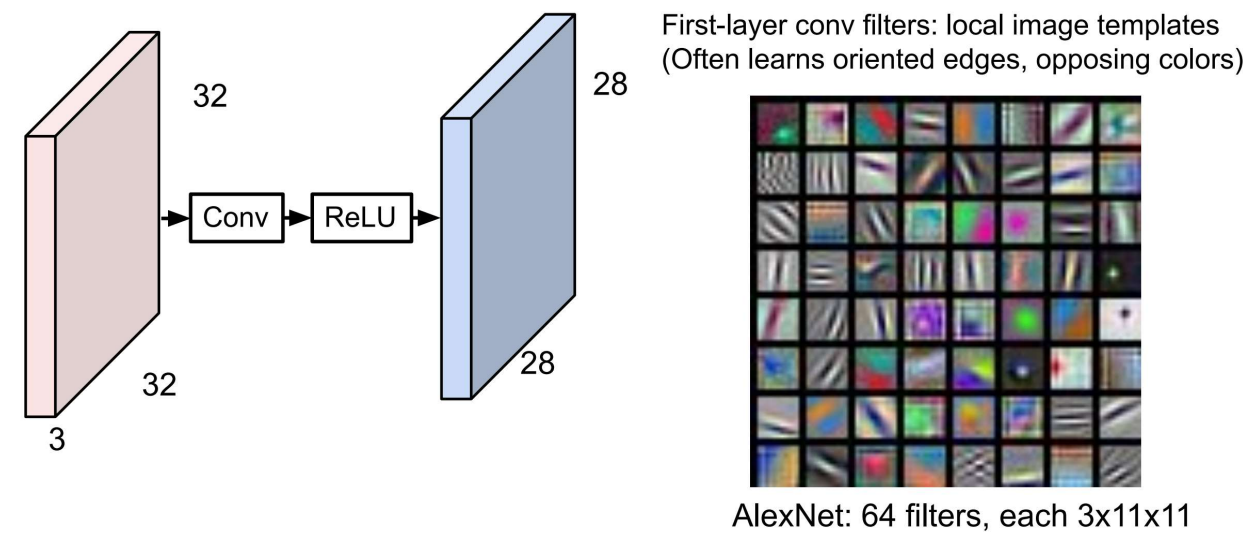 32
32
3
Conv
ReLU
28
28
First-layer conv filters: local image templates
(Often learns oriented edges, opposing colors)
AlexNet: 64 filters, each 3x11x11